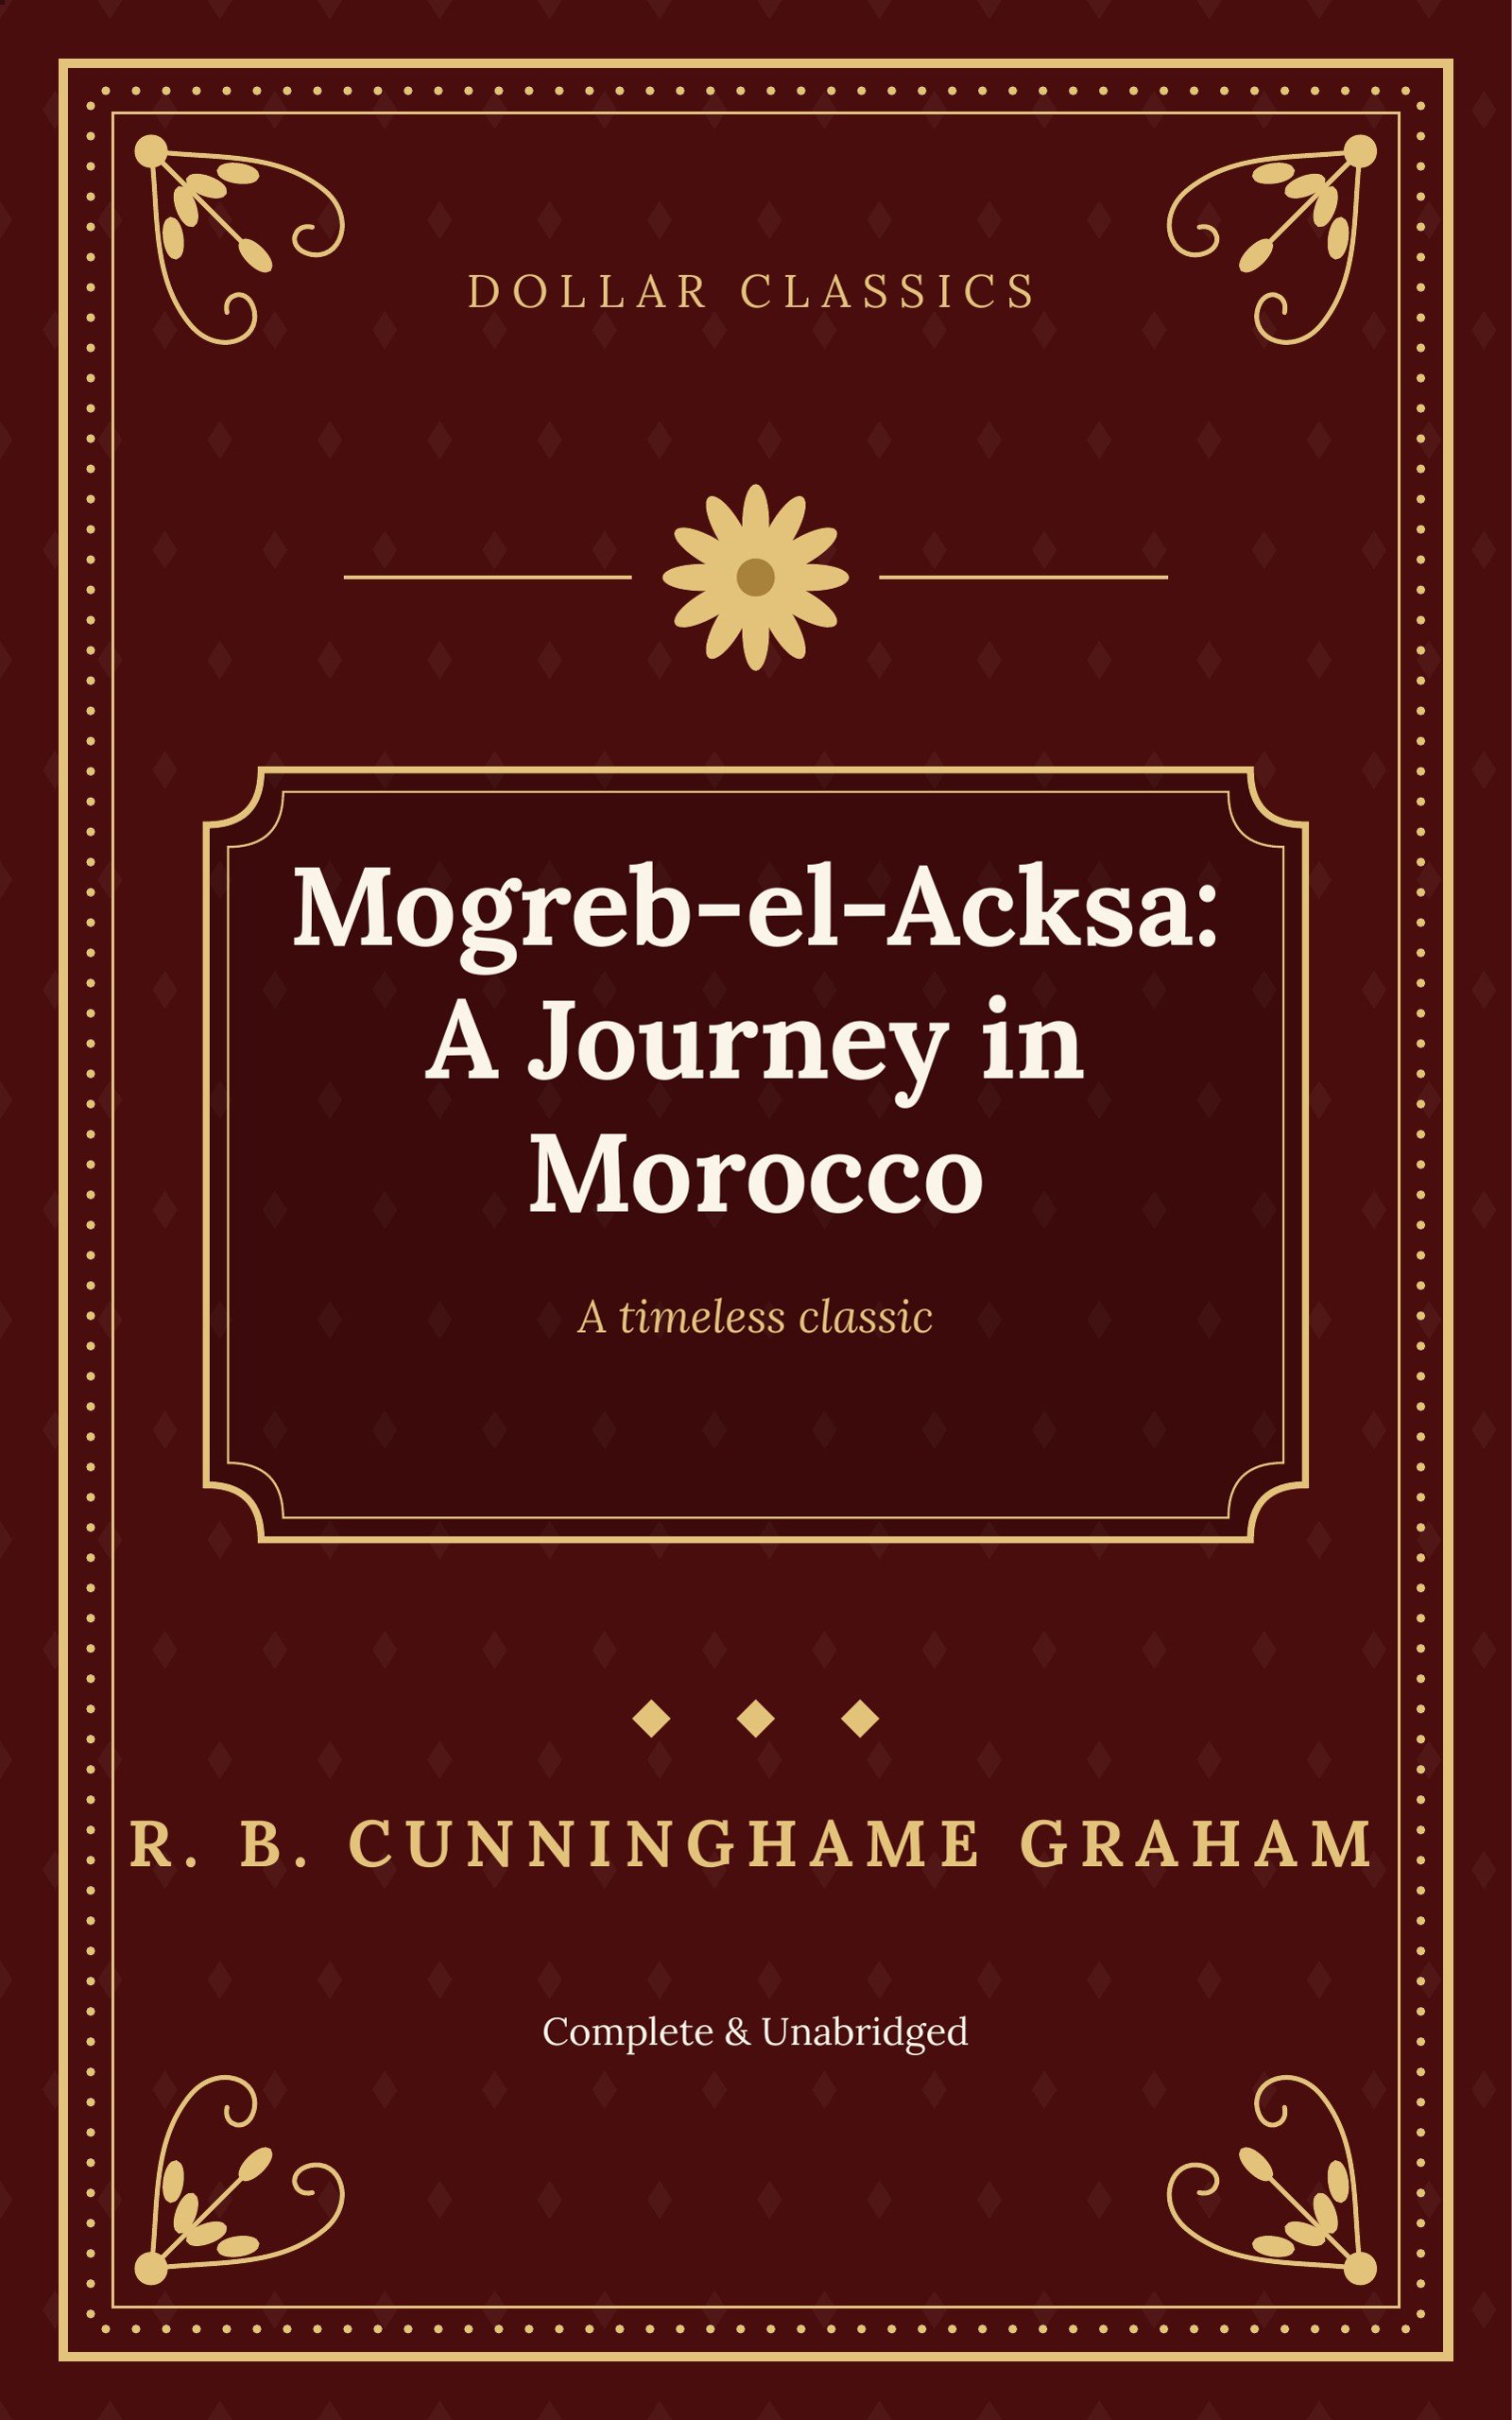 DOLLAR CLASSICS
Mogreb-el-Acksa:
A Journey in
Morocco
A timeless classic
R. B. CUNNINGHAME GRAHAM
Complete & Unabridged